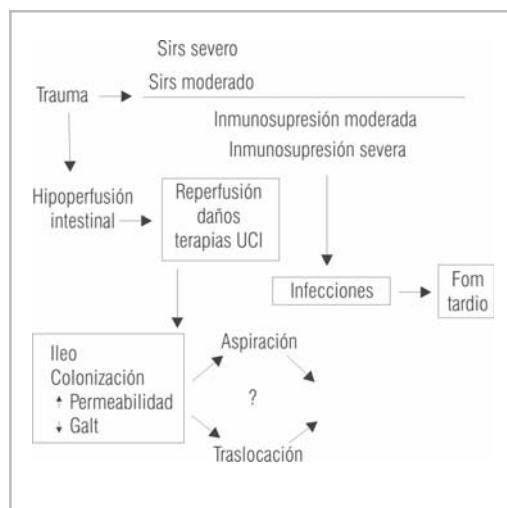 Sirs severo
Sirs moderado
Trauma
Inmunosupresión moderada
Inmunosupresión severa
Hipoperfusión
intestinal
Reperfusión
daños
terapias UCI
Infecciones
Fom
tardio
Ileo
Colonización
Permeabilidad
Galt
Aspiración
?
Traslocación